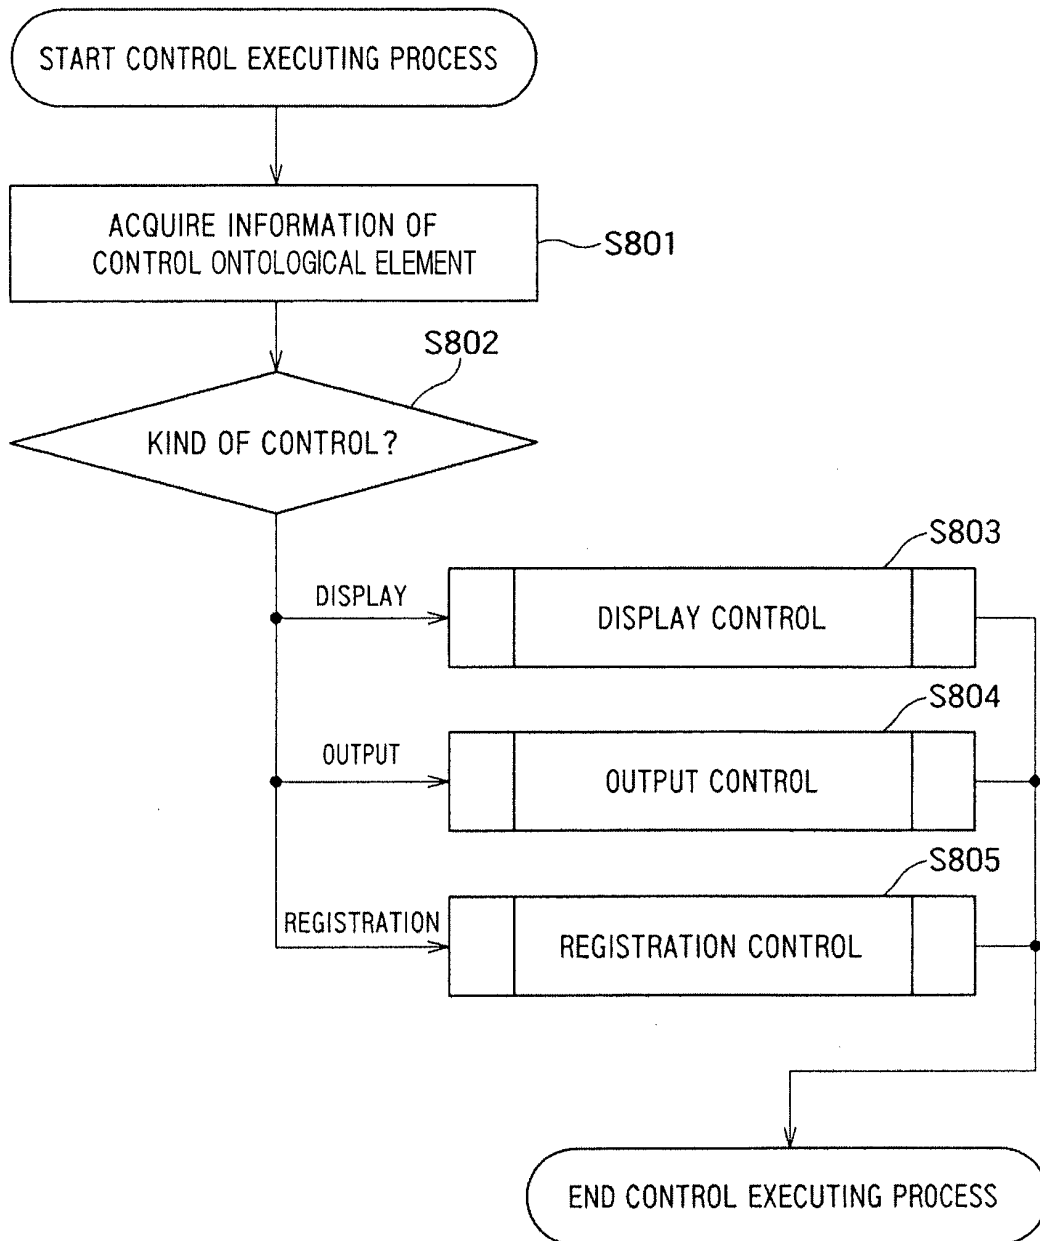 START CONTROL EXECUTING PROCESS
ACQUIRE INFORMATION OF
CONTROL ONTOLOGICAL ELEMENT
S801
S802
KIND OF CONTROL?
S803
DISPLAY
DISPLAY CONTROL
S804
OUTPUT
OUTPUT CONTROL
S805
REGISTRATION
REGISTRATION CONTROL
END CONTROL EXECUTING PROCESS